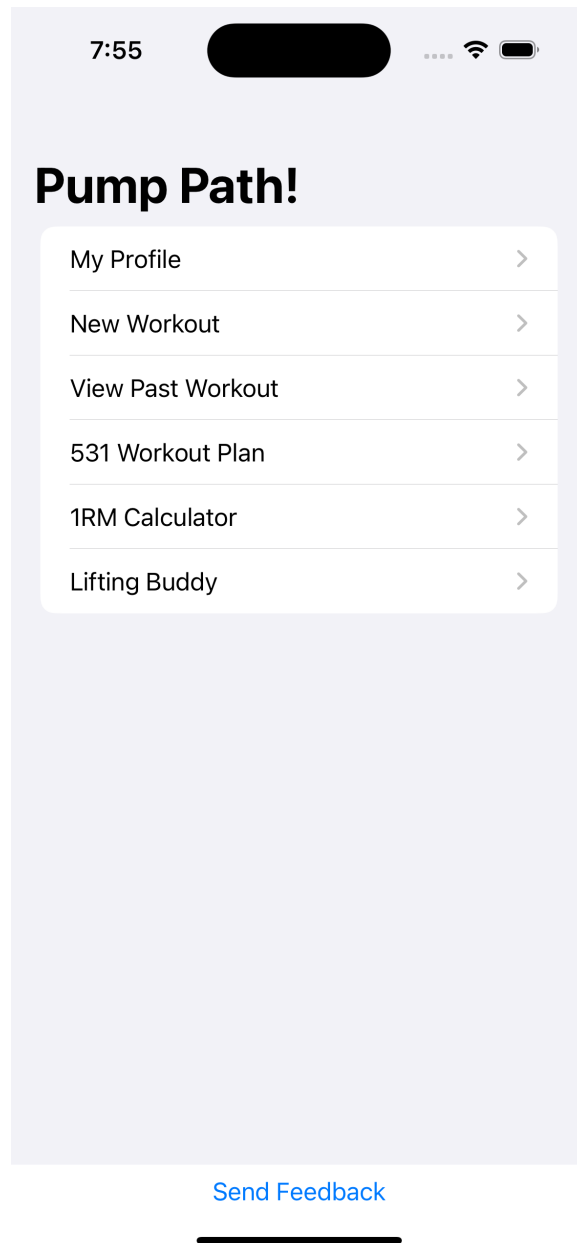 7:55
Pump Path!
My Profile
New Workout
View Past Workout
531 Workout Plan
1RM Calculator
Lifting Buddy
Send Feedback